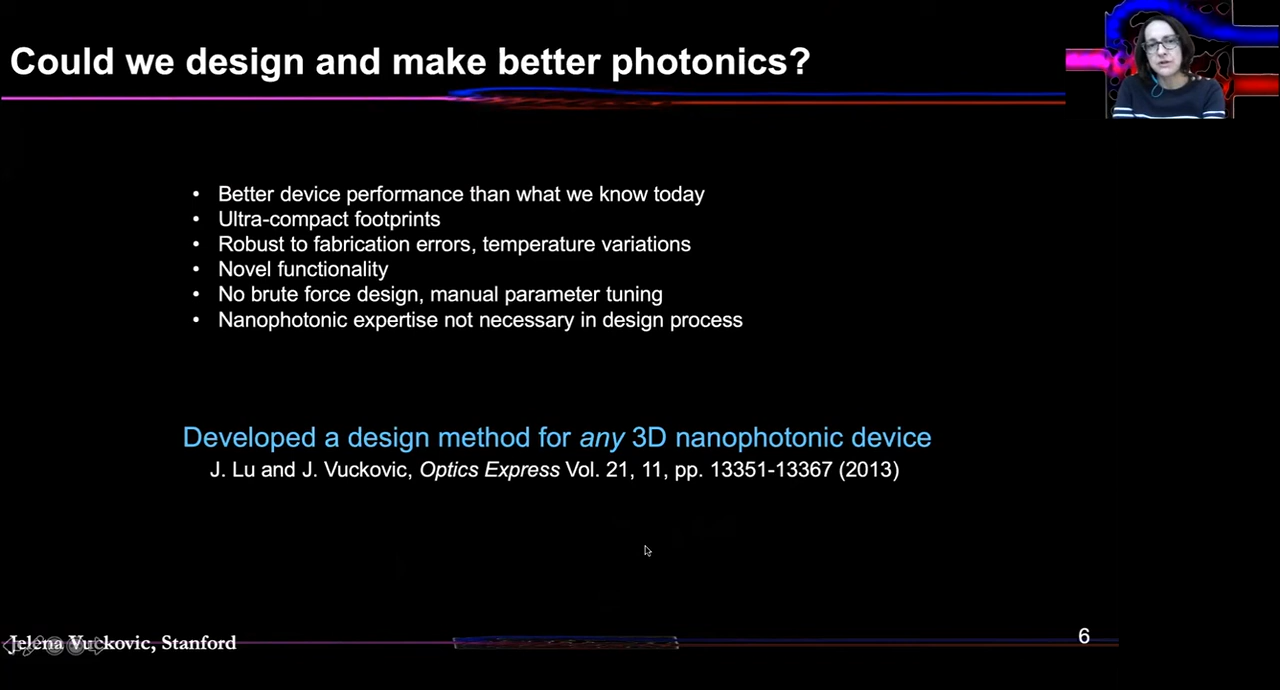 Could we design and make better photonics?
• Better device performance than what we know today
• Ultra-compact footprints
• Robust to fabrication errors, temperature variations
• Novel functionality
• No brute force design, manual parameter tuning
• Nanophotonic expertise not necessary in design process
Developed a design method for any 3D nanophotonic device
J. Lu and J. Vuckovic, Optics Express Vol. 21, 11, pp. 13351-13367 (2013)
Jelena Vuckovic, Stanford
6